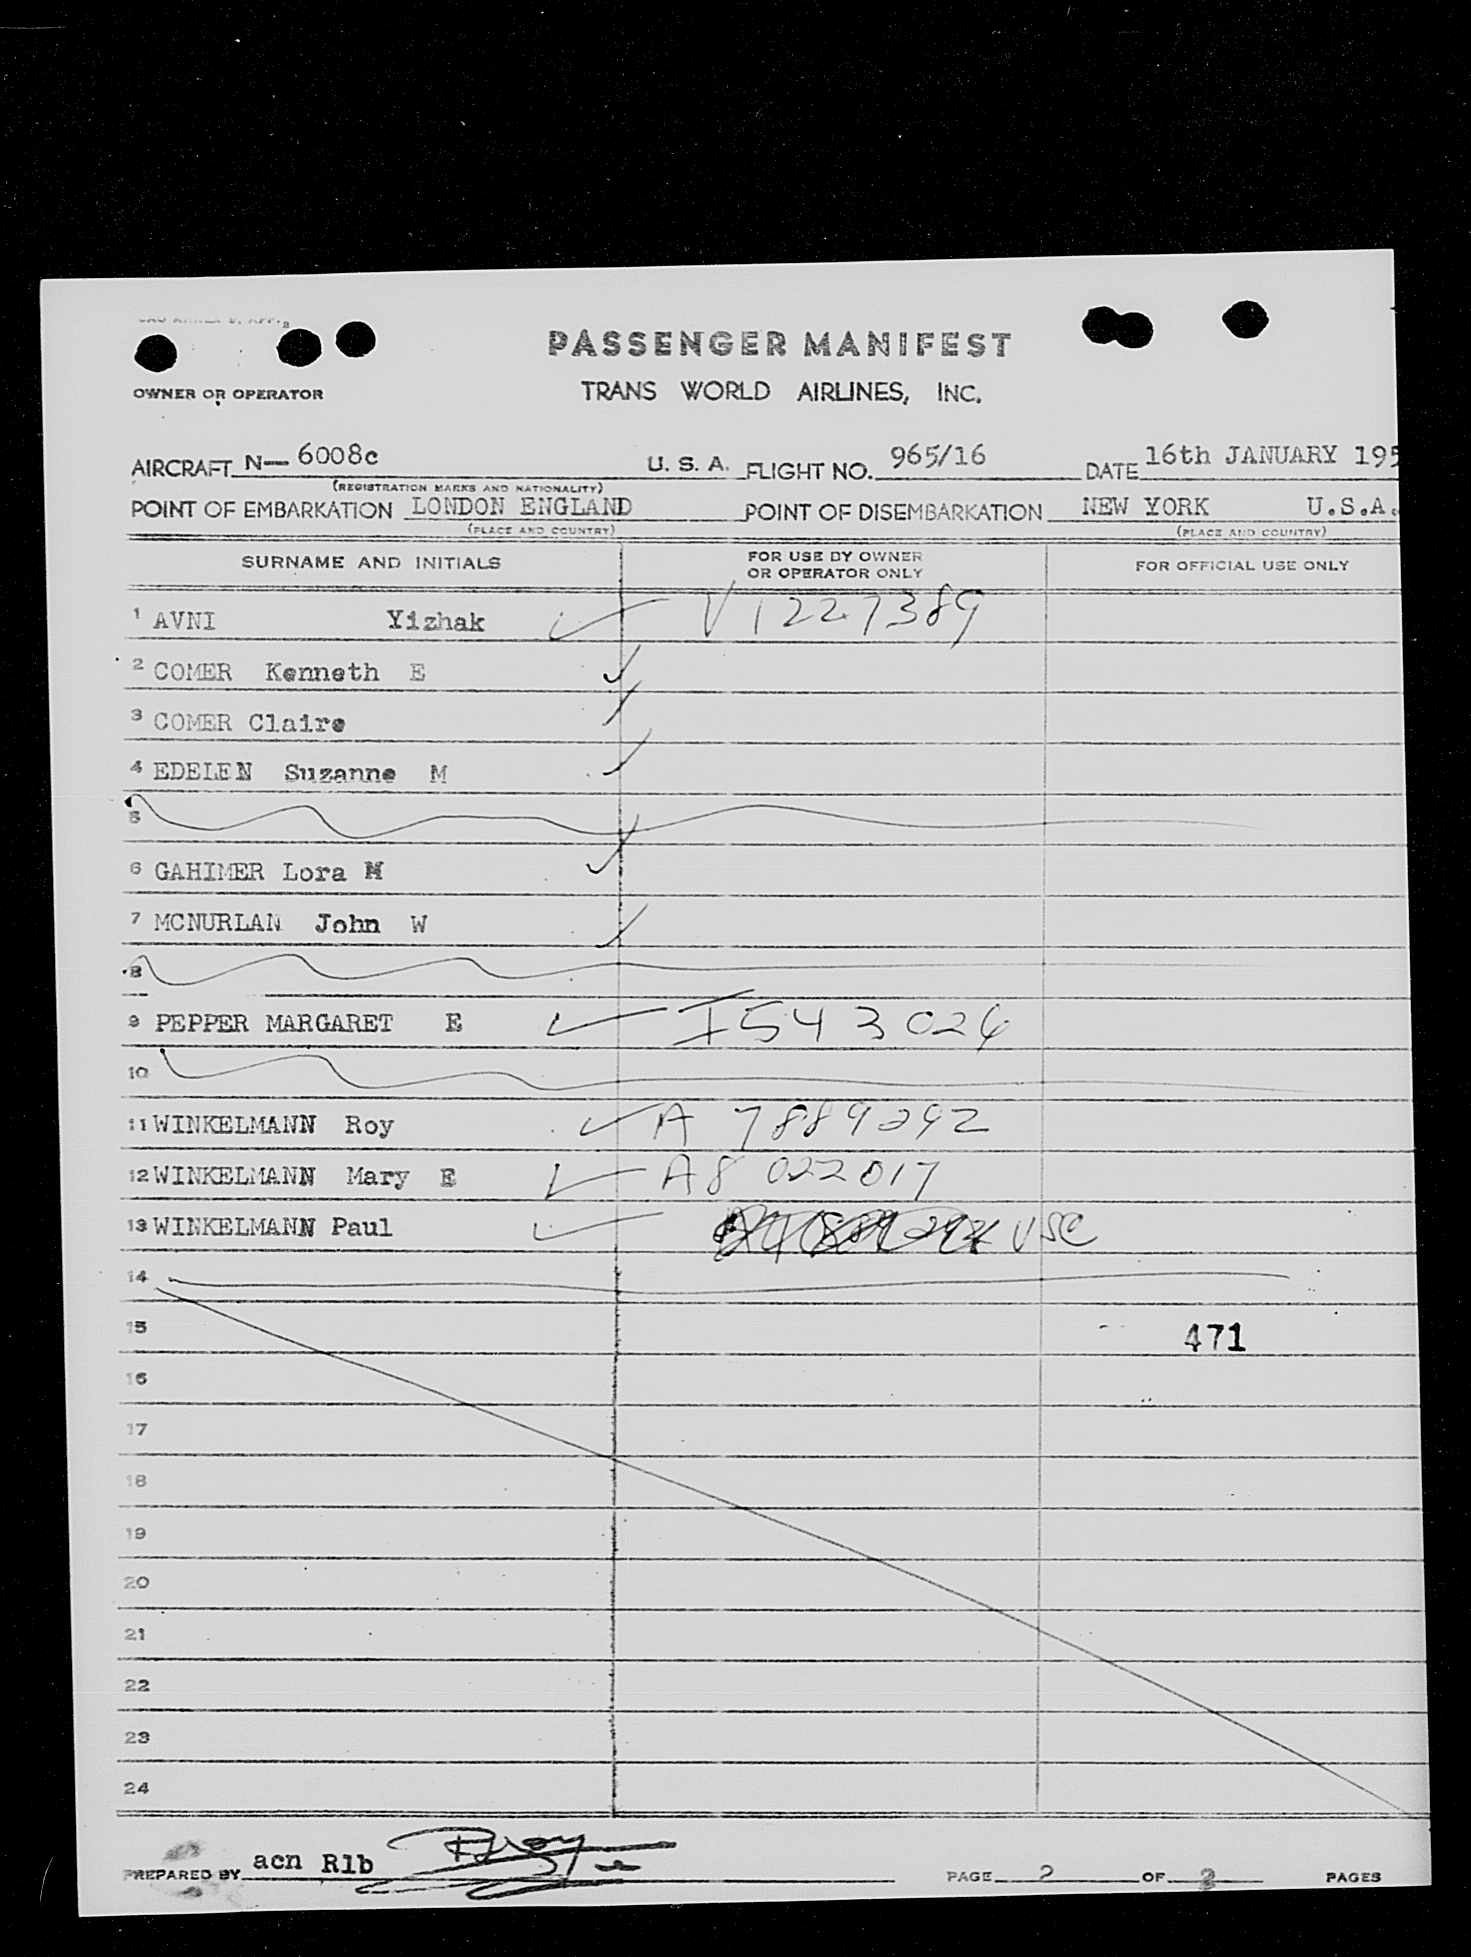 PASSENGER MANIFEST
OWNER OR OPERATOR TRANS WORLD AIRLINES, INC.
AIRCRAFT N— 6008c U. S. A. FLIGHT NO. 965/16 DATE 16th JANUARY 195
(REGISTRATION MARKS AND NATIONALITY)
POINT OF EMBARKATION LONDON ENGLAND POINT OF DISEMBARKATION NEW YORK U.S.A.
(PLACE AND COUNTRY) (PLACE AND COUNTRY)
SURNAME AND INITIALS FOR USE BY OWNER OR OPERATOR ONLY FOR OFFICIAL USE ONLY
1 AVNI Yizhak V1227389
2 COMER Kenneth E
3 COMER Claire
4 EDELEN Suzanne M
5
6 GAHIMER Lora M
7 MCNURLAN John W
8
9 PEPPER MARGARET E I543026
10
11 WINKELMANN Roy A 7889292
12 WINKELMANN Mary E A8 022017
13 WINKELMANN Paul USC
14
15 471
16
17
18
19
20
21
22
23
24
PREPARED BY acn Rlb PAGE 2 OF 2 PAGES